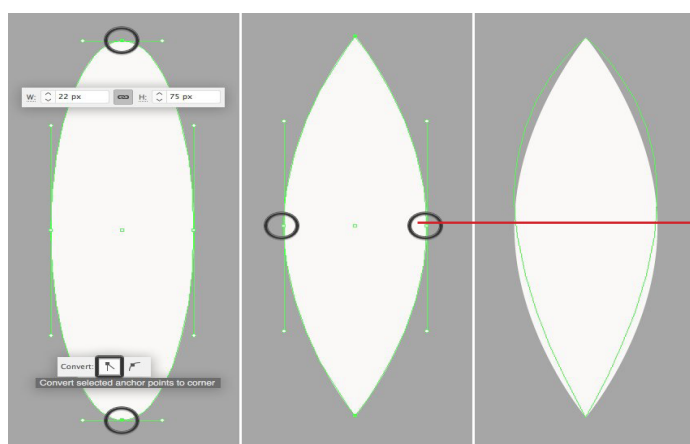 W: 22 px H: 75 px
Convert:
Convert selected anchor points to corner